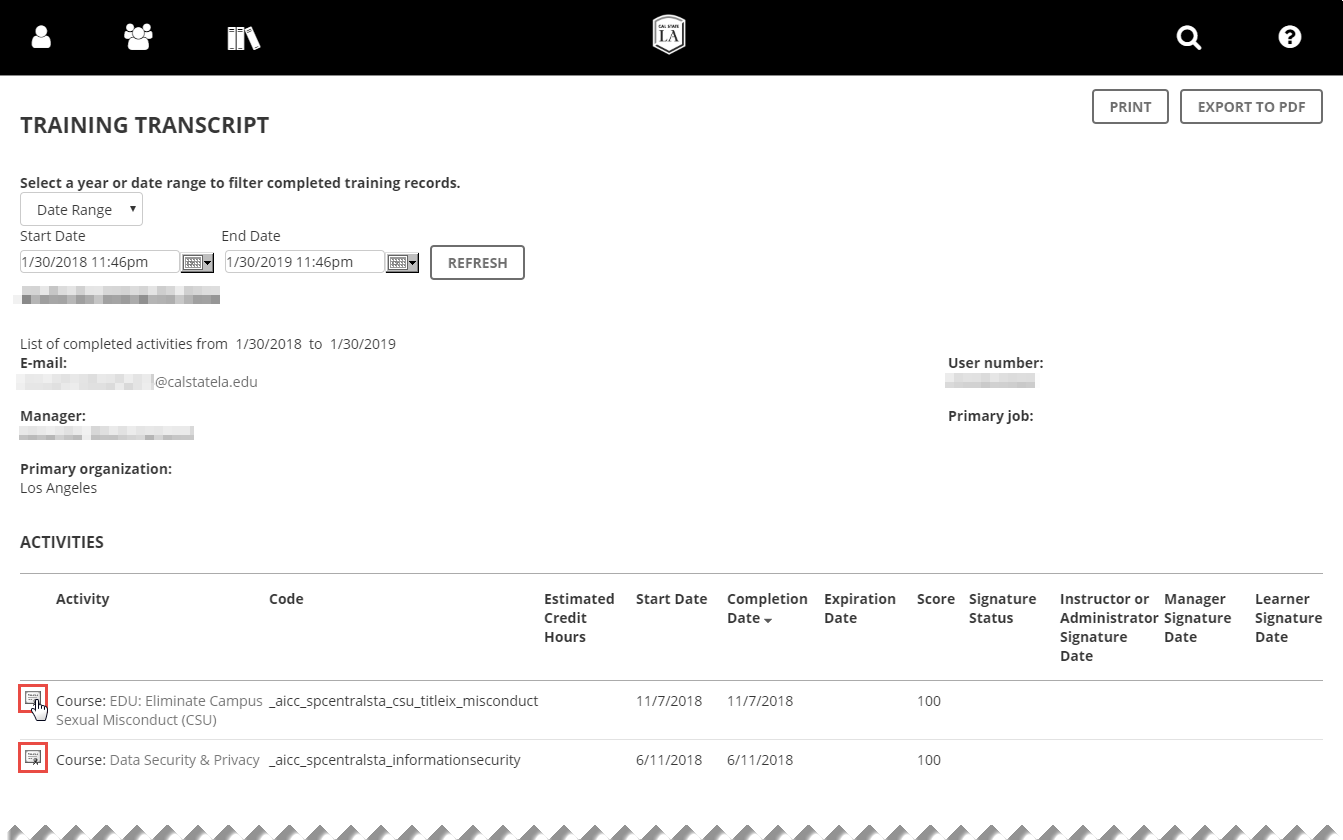 CAL STATE
LA
PRINT
EXPORT TO PDF
TRAINING TRANSCRIPT
Select a year or date range to filter completed training records.
Date Range
Start Date
End Date
1/30/2018 11:46pm
1/30/2019 11:46pm
REFRESH
List of completed activities from 1/30/2018 to 1/30/2019
E-mail:
User number:
@calstatela.edu
Manager:
Primary job:
Primary organization:
Los Angeles
ACTIVITIES
Activity
Code
Estimated
Credit
Hours
Start Date
Completion
Date
Expiration
Date
Score
Signature
Status
Instructor or
Administrator
Signature
Date
Manager
Signature
Date
Learner
Signature
Date
Course: EDU: Eliminate Campus
Sexual Misconduct (CSU)
_aicc_spcentralsta_csu_titleix_misconduct
11/7/2018
11/7/2018
100
Course: Data Security & Privacy
_aicc_spcentralsta_informationsecurity
6/11/2018
6/11/2018
100